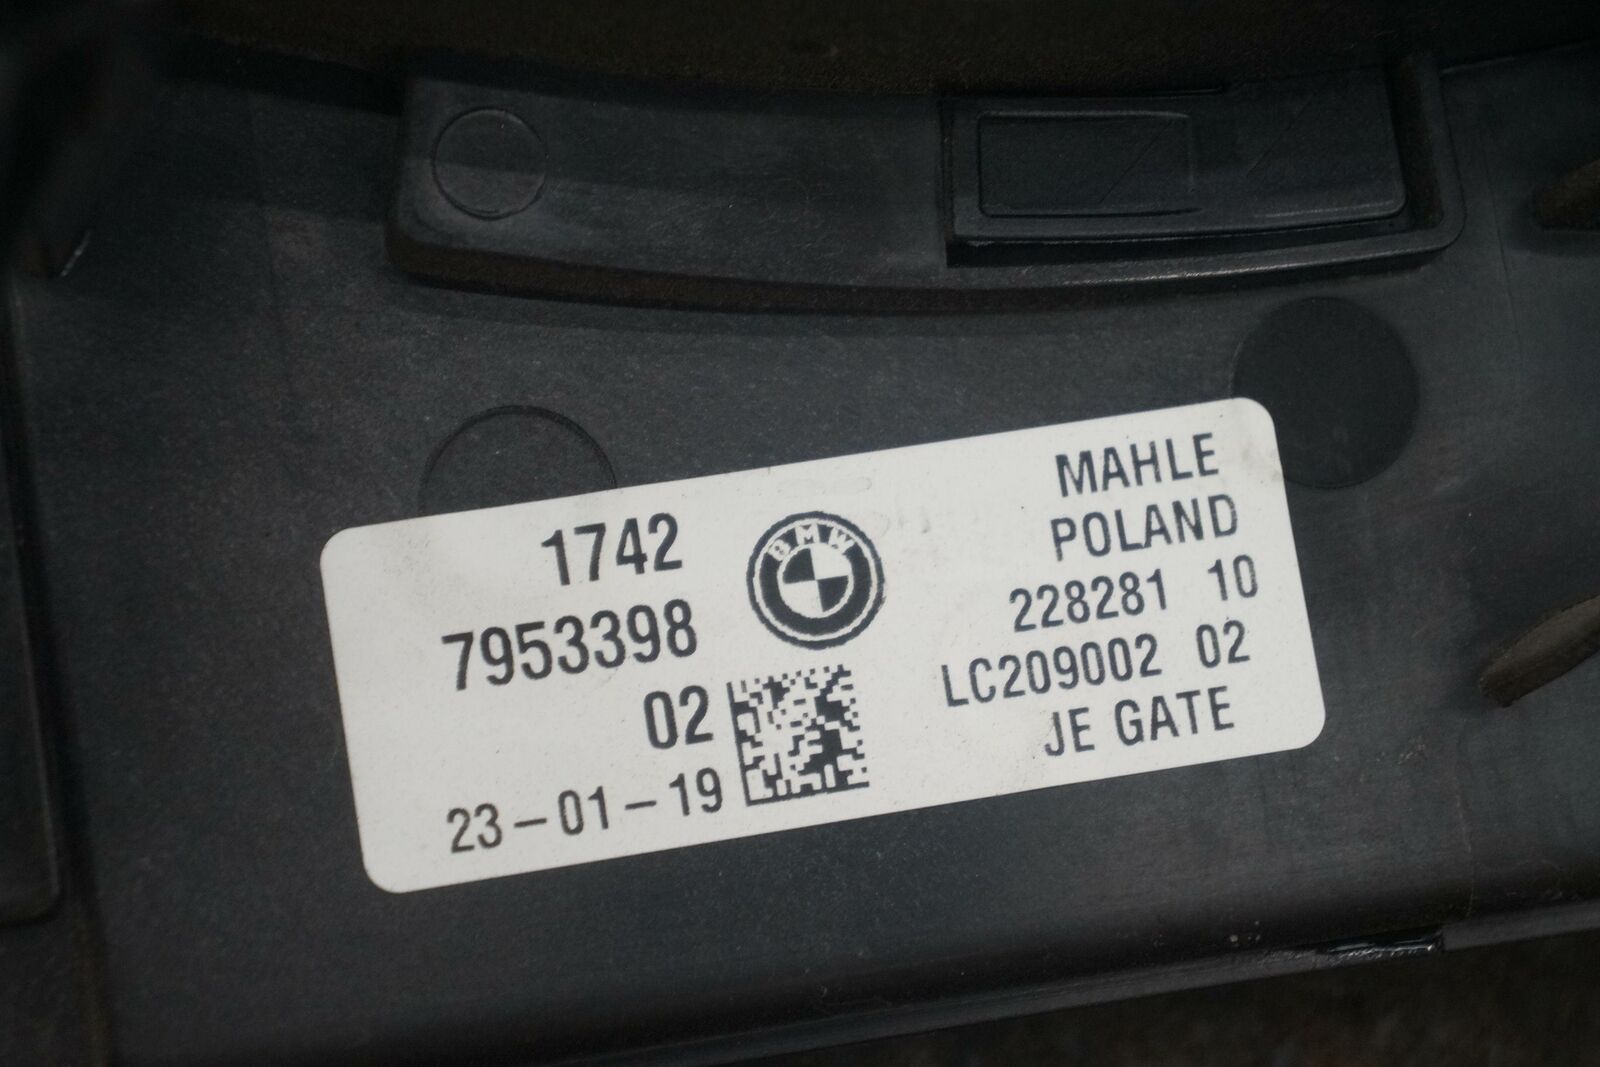 1742
7953398
02
23-01-19
BMW
MAHLE
POLAND
228281 10
LC209002 02
JE GATE